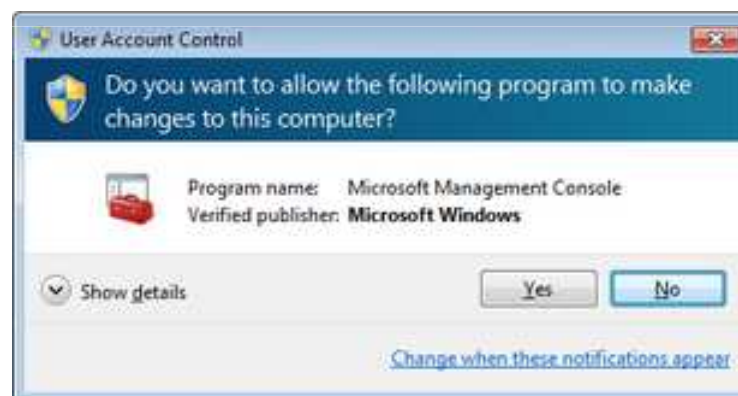 User Account Control
Do you want to allow the following program to make
changes to this computer?
Program name: Microsoft Management Console
Verified publisher: Microsoft Windows
Show details Yes No
Change when these notifications appear